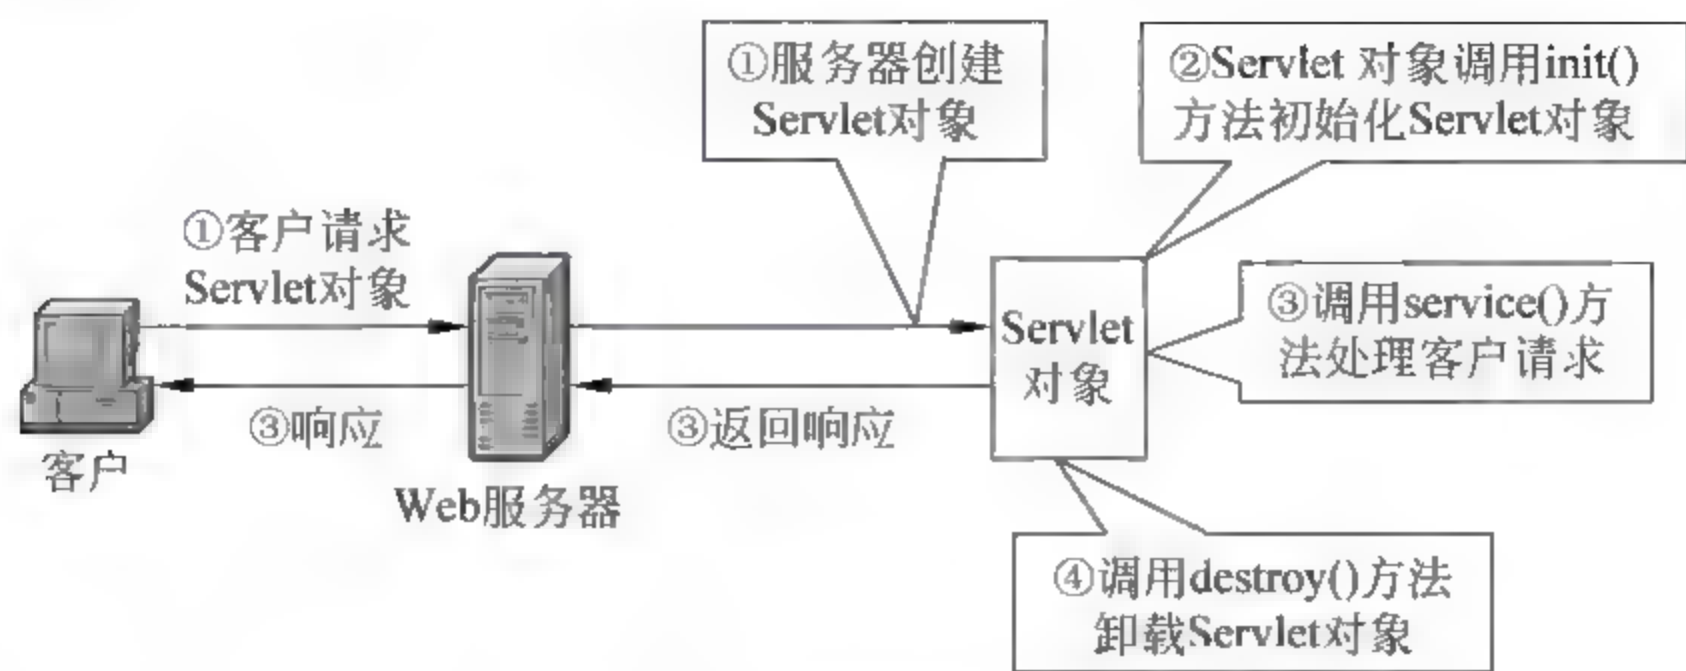 ①服务器创建
Servlet对象
②Servlet 对象调用init()
方法初始化Servlet对象
①客户请求
Servlet对象
Servlet
对象
③调用service()方
法处理客户请求
③响应
③返回响应
客户
Web服务器
④调用destroy()方法
卸载Servlet对象